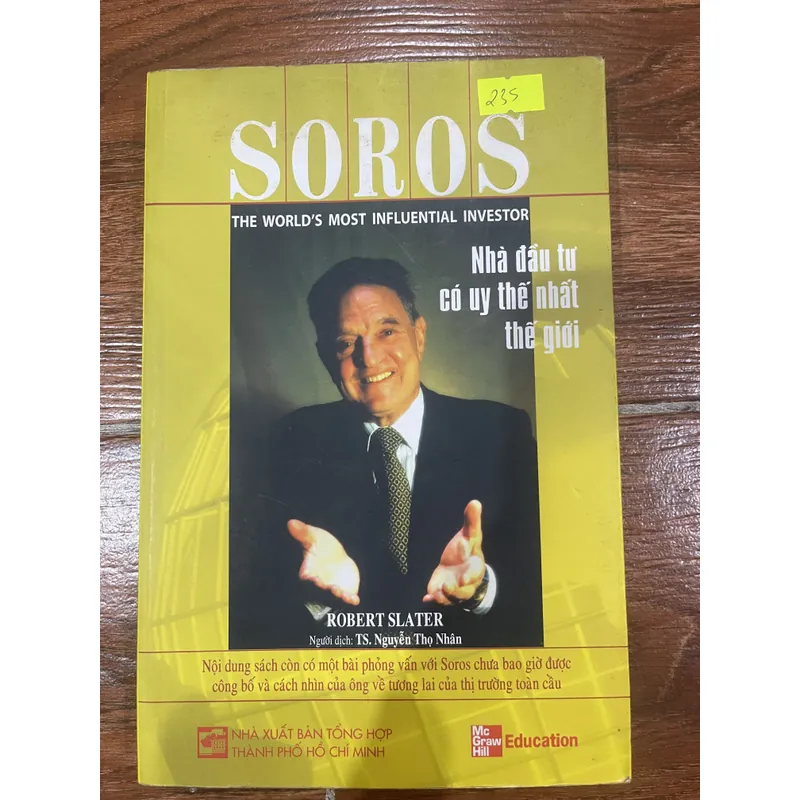 235
SOROS
THE WORLD'S MOST INFLUENTIAL INVESTOR
Nhà đầu tư
có uy thế nhất
thế giới
ROBERT SLATER
Người dịch: TS. Nguyễn Thọ Nhân
Nội dung sách còn có một bài phỏng vấn với Soros chưa bao giờ được
công bố và cách nhìn của ông về tương lai của thị trường toàn cầu
NHÀ XUẤT BẢN TỔNG HỢP
THÀNH PHỐ HỒ CHÍ MINH
Mc
Graw
Hill
Education